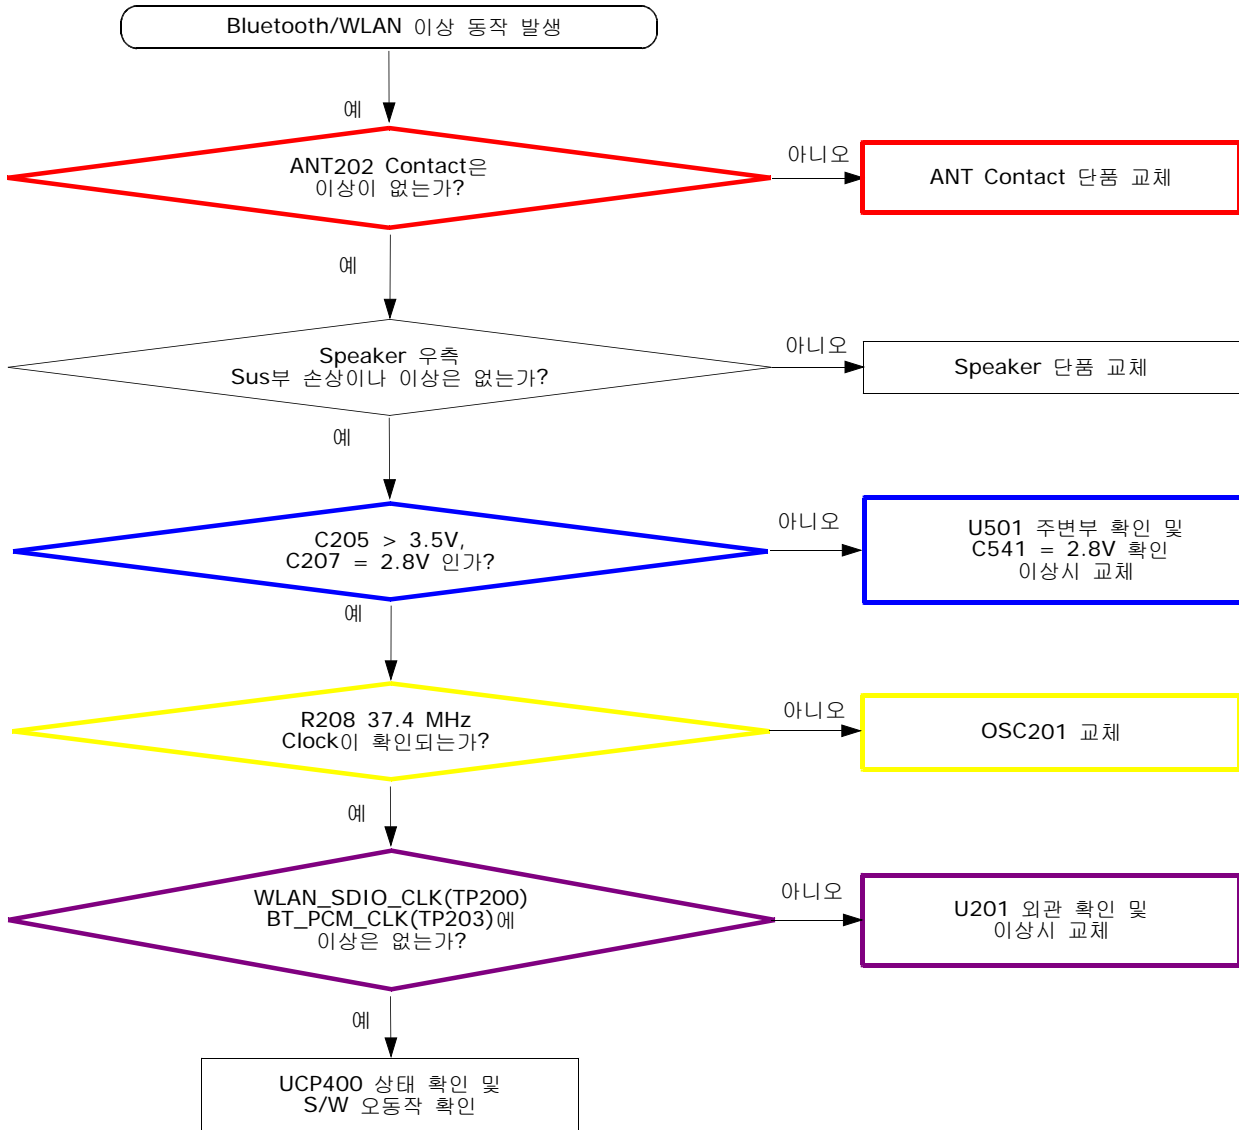 Bluetooth/WLAN 이상 동작 발생
예
ANT202 Contact은
이상이 없는가?
아니오
ANT Contact 단품 교체
예
Speaker 우측
Sus부 손상이나 이상은 없는가?
아니오
Speaker 단품 교체
예
C205 > 3.5V,
C207 = 2.8V 인가?
아니오
U501 주변부 확인 및
C541 = 2.8V 확인
이상시 교체
예
R208 37.4 MHz
Clock이 확인되는가?
아니오
OSC201 교체
예
WLAN_SDIO_CLK(TP200)
BT_PCM_CLK(TP203)에
이상은 없는가?
아니오
U201 외관 확인 및
이상시 교체
예
UCP400 상태 확인 및
S/W 오동작 확인